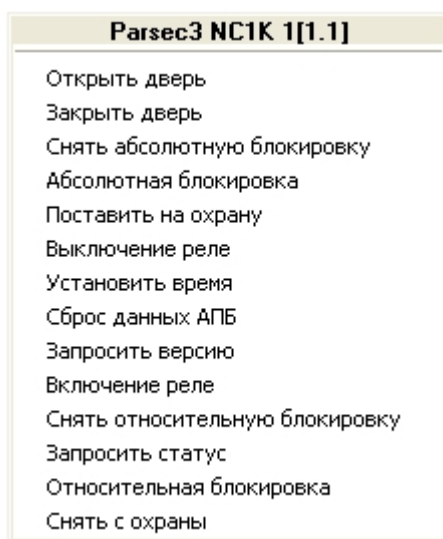 Parsec3 NC1K 1[1.1]
Открыть дверь
Закрыть дверь
Снять абсолютную блокировку
Абсолютная блокировка
Поставить на охрану
Выключение реле
Установить время
Сброс данных АПБ
Запросить версию
Включение реле
Снять относительную блокировку
Запросить статус
Относительная блокировка
Снять с охраны